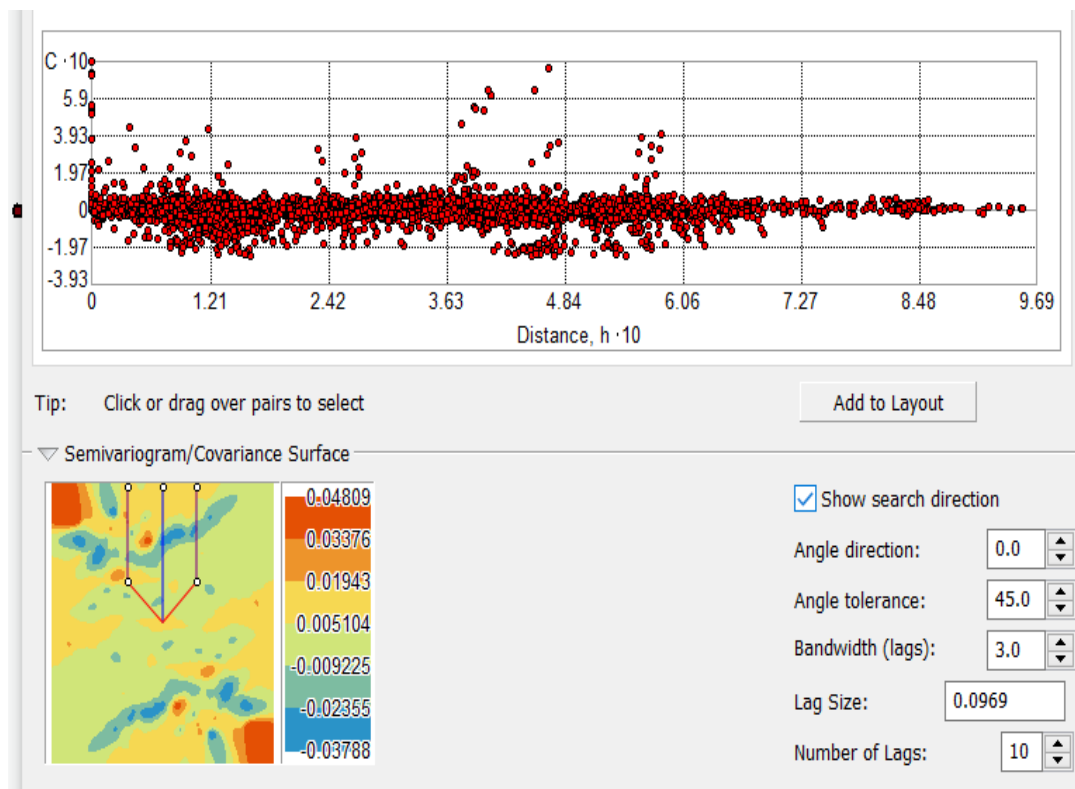 C ·10
5.9
3.93
1.97
0
-1.97
-3.93
0 1.21 2.42 3.63 4.84 6.06 7.27 8.48 9.69
Distance, h ·10
Tip: Click or drag over pairs to select
Add to Layout
Semivariogram/Covariance Surface
0.04809
0.03376
0.01943
0.005104
-0.009225
-0.02355
-0.03788
Show search direction
Angle direction: 0.0
Angle tolerance: 45.0
Bandwidth (lags): 3.0
Lag Size: 0.0969
Number of Lags: 10